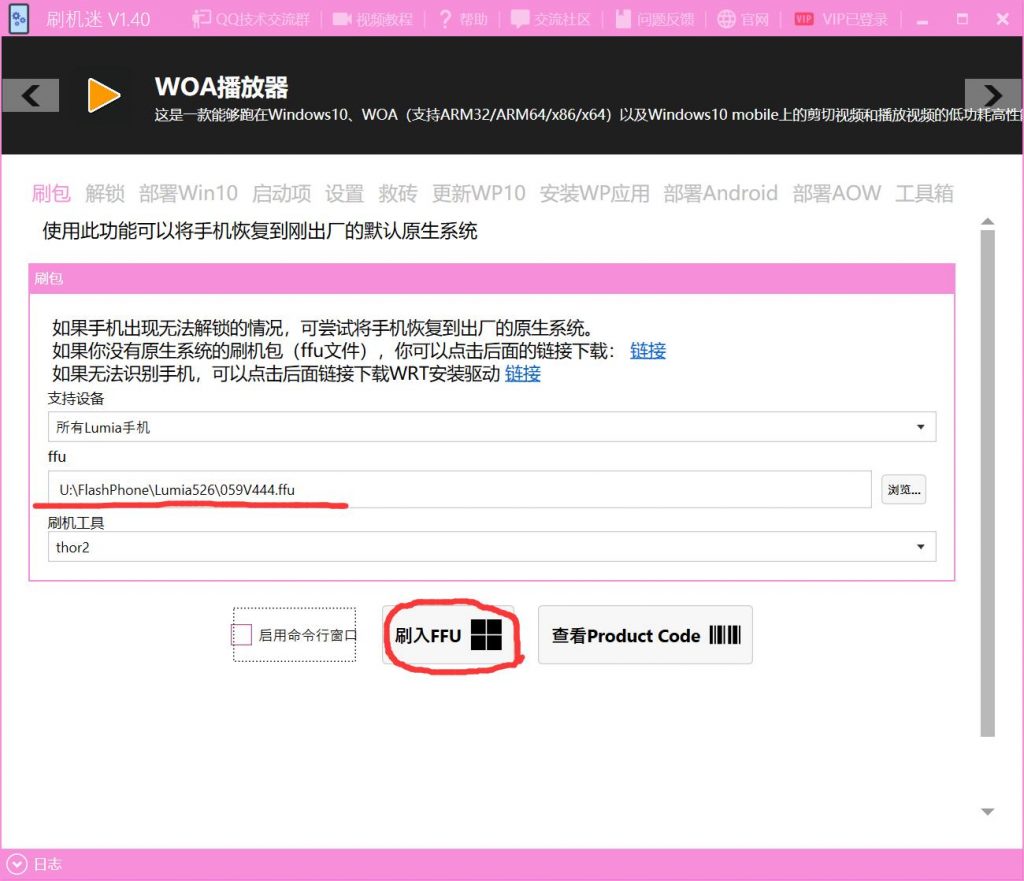 刷机迷 V1.40
QQ技术交流群
视频教程
帮助
交流社区
问题反馈
官网
VIP VIP已登录
WOA播放器
这是一款能够跑在Windows10、WOA（支持ARM32/ARM64/x86/x64）以及Windows10 mobile上的剪切视频和播放视频的低功耗高性
刷包 解锁 部署Win10 启动项 设置 救砖 更新WP10 安装WP应用 部署Android 部署AOW 工具箱
使用此功能可以将手机恢复到刚出厂的默认原生系统
刷包
如果手机出现无法解锁的情况，可尝试将手机恢复到出厂的原生系统。
如果你没有原生系统的刷机包（ffu文件），你可以点击后面的链接下载： 链接
如果无法识别手机，可以点击后面链接下载WRT安装驱动 链接
支持设备
所有Lumia手机
ffu
U:\FlashPhone\Lumia526\059V444.ffu
浏览...
刷机工具
thor2
启用命令行窗口
刷入FFU
查看Product Code
日志